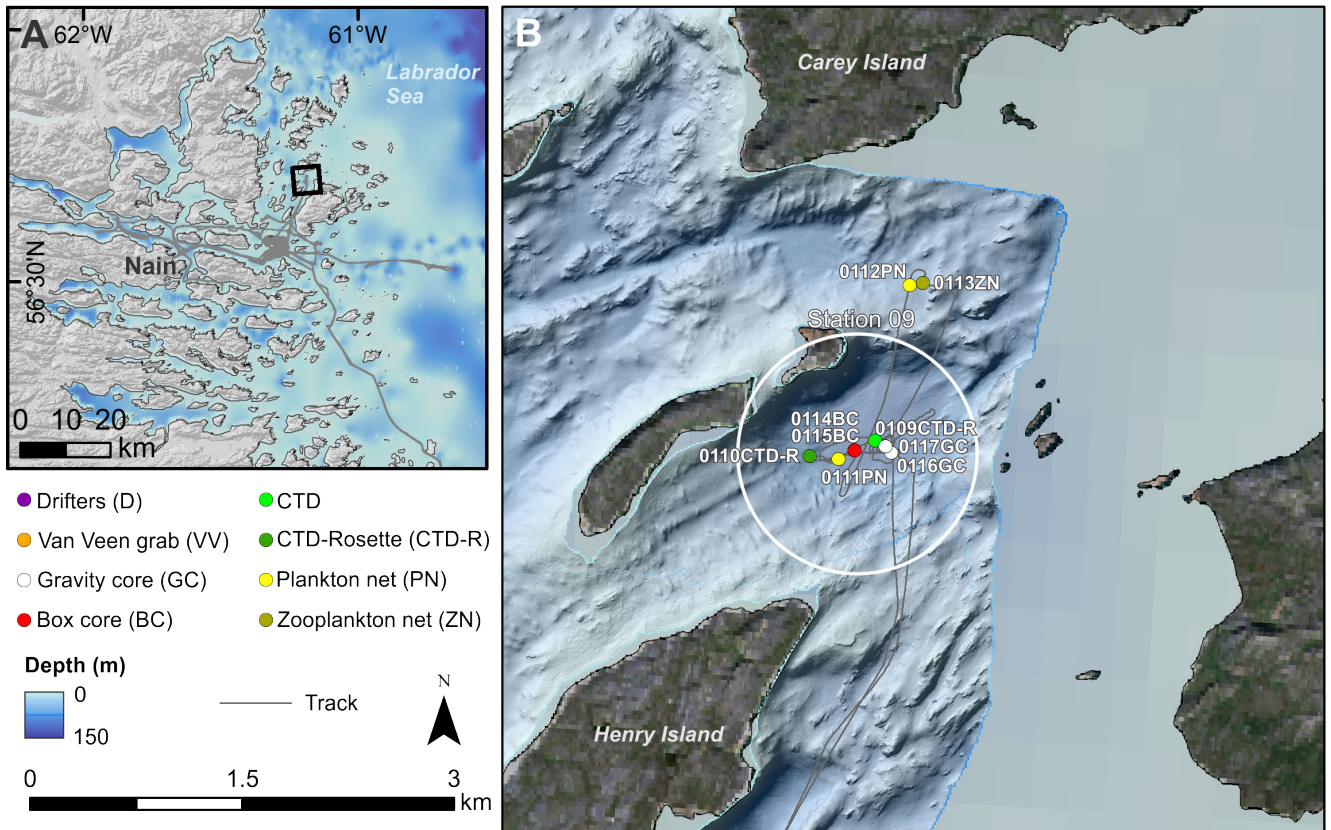 A
62°W
61°W
Labrador
Sea
Nain
56°30'N
0 10 20
km
B
Carey Island
0112PN
0113ZN
Station 09
0114BC
0115BC
0109CTD-R
0117GC
0110CTD-R
0116GC
0111PN
Henry Island
Drifters (D)
CTD
Van Veen grab (VV)
CTD-Rosette (CTD-R)
Gravity core (GC)
Plankton net (PN)
Box core (BC)
Zooplankton net (ZN)
Depth (m)
0
150
Track
N
0 1.5 3
km